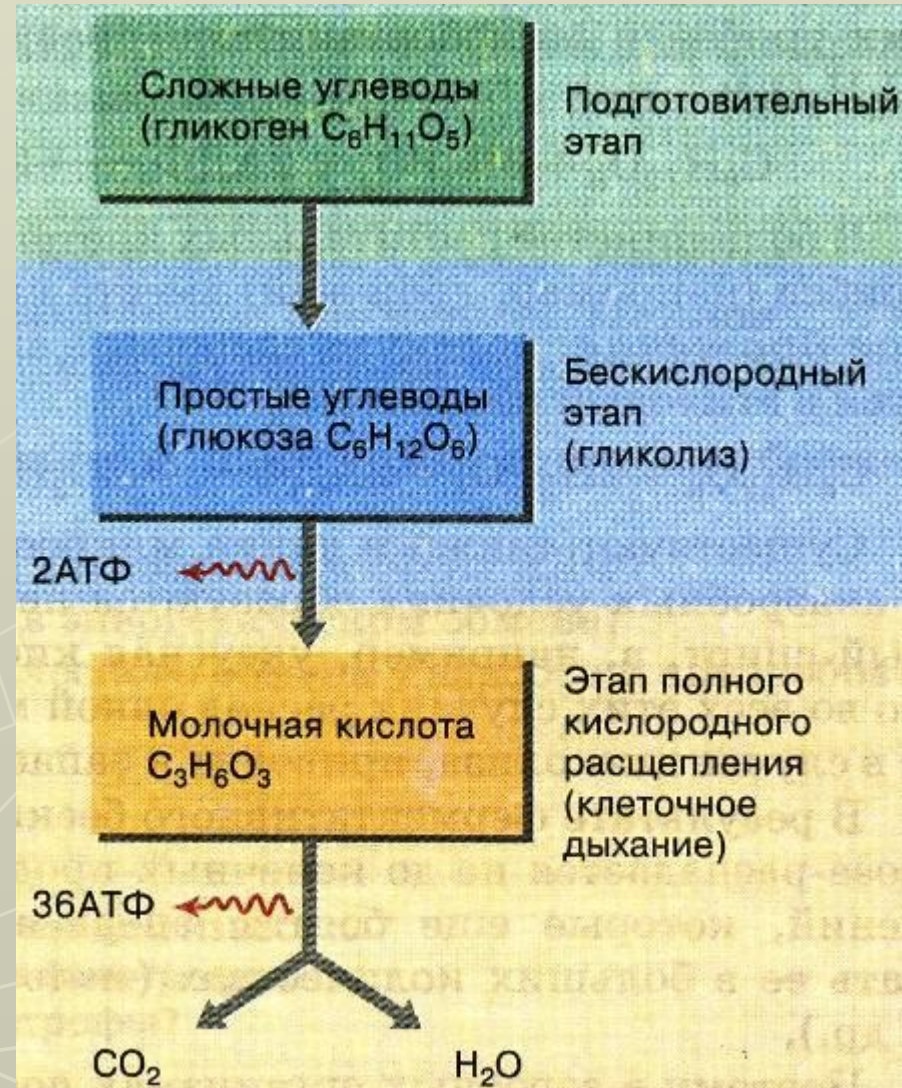 Сложные углеводы
(гликоген C₆H₁₁O₅)
Подготовительный
этап
Простые углеводы
(глюкоза C₆H₁₂O₆)
Бескислородный
этап
(гликолиз)
2АТФ
Молочная кислота
C₃H₆O₃
Этап полного
кислородного
расщепления
(клеточное
дыхание)
36АТФ
CO₂
H₂O